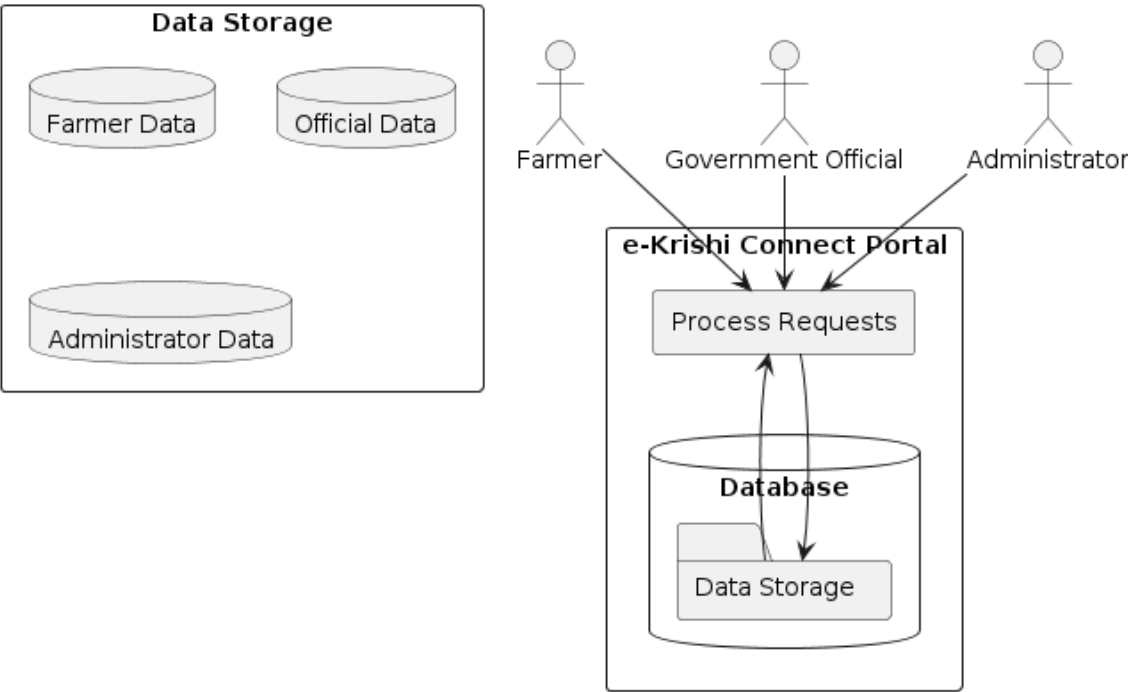 Data Storage
Farmer Data
Official Data
Administrator Data
Farmer
Government Official
Administrator
e-Krishi Connect Portal
Process Requests
Database
Data Storage